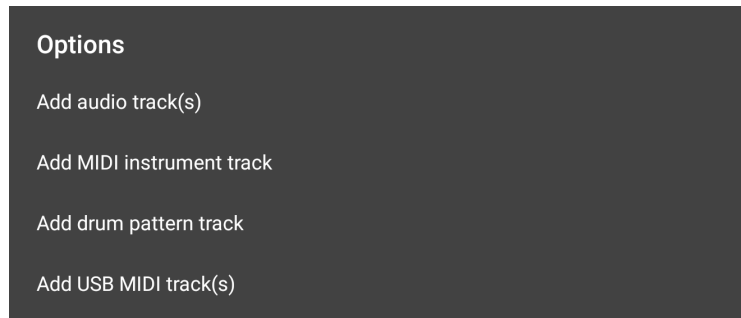 Options
Add audio track(s)
Add MIDI instrument track
Add drum pattern track
Add USB MIDI track(s)